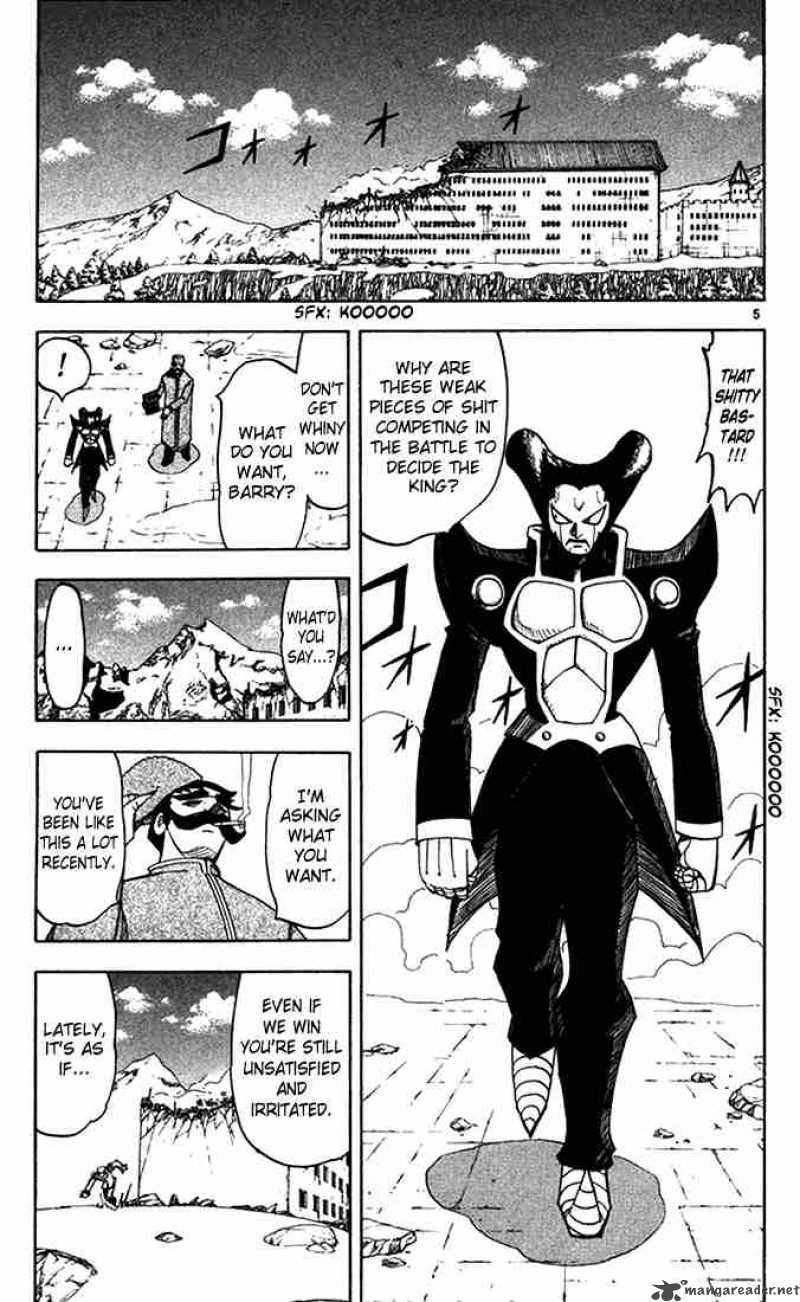 コォォォォ
SFX: KOOOOO
5
THAT
SHITTY
BAS-
TARD
!!!
WHY ARE
THESE WEAK
PIECES OF SHIT
COMPETING
IN THE
BATTLE TO
DECIDE THE
KING?
SFX: KOOOOOO
DON'T
GET
WHINY
NOW
...
WHAT
DO YOU
WANT,
BARRY?
!
WHAT'D
YOU
SAY...?
...
I'M
ASKING
WHAT
YOU
WANT.
YOU'VE
BEEN LIKE
THIS A LOT
RECENTLY.
EVEN IF
WE WIN
YOU'RE STILL
UNSATISFIED
AND
IRRITATED.
LATELY,
IT'S AS
IF...
mangareader.net